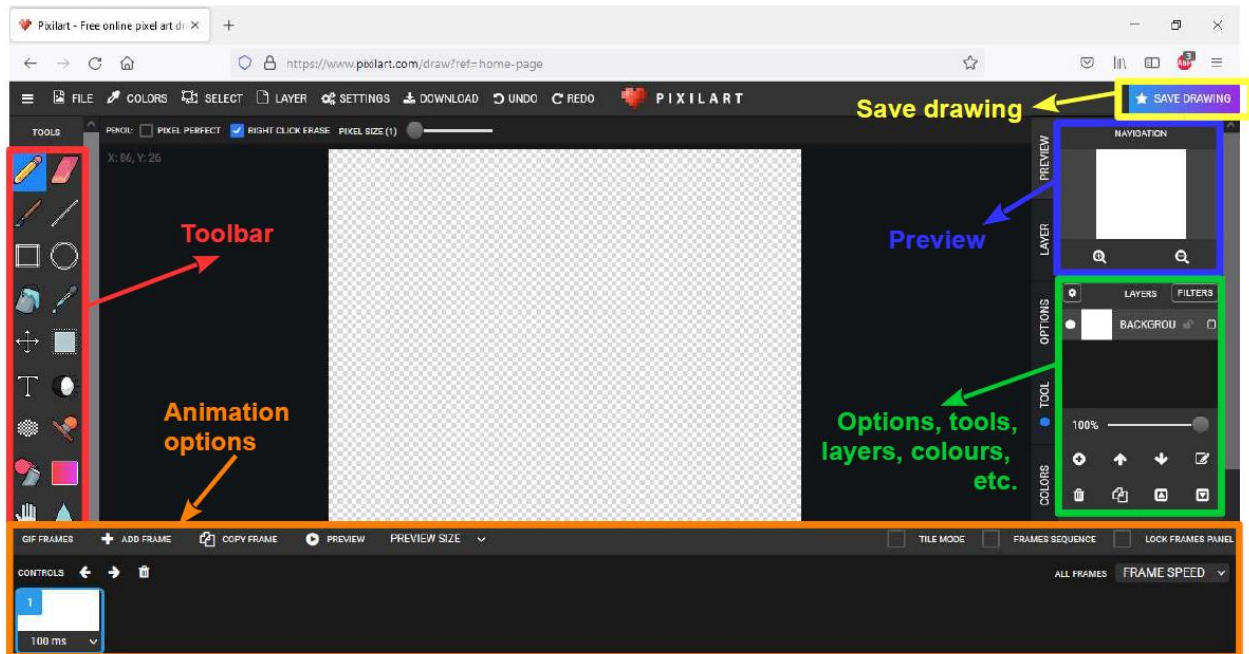 Pixilart - Free online pixel art dr
https://www.pixilart.com/draw?ref=home-page
FILE COLORS SELECT LAYER SETTINGS DOWNLOAD UNDO REDO PIXILART
Save drawing
SAVE DRAWING
TOOLS
PENCIL: PIXEL PERFECT RIGHT CLICK ERASE PIXEL SIZE (1)
NAVIGATION
X: 86, Y: 26
PREVIEW
Toolbar
Preview
LAYER
LAYERS FILTERS
BACKGROU
OPTIONS
TOOL
Animation
options
Options, tools,
layers, colours,
etc.
100%
COLORS
GIF FRAMES ADD FRAME COPY FRAME PREVIEW PREVIEW SIZE TILE MODE FRAMES SEQUENCE LOCK FRAMES PANEL
CONTROLS ALL FRAMES FRAME SPEED
1
100 ms